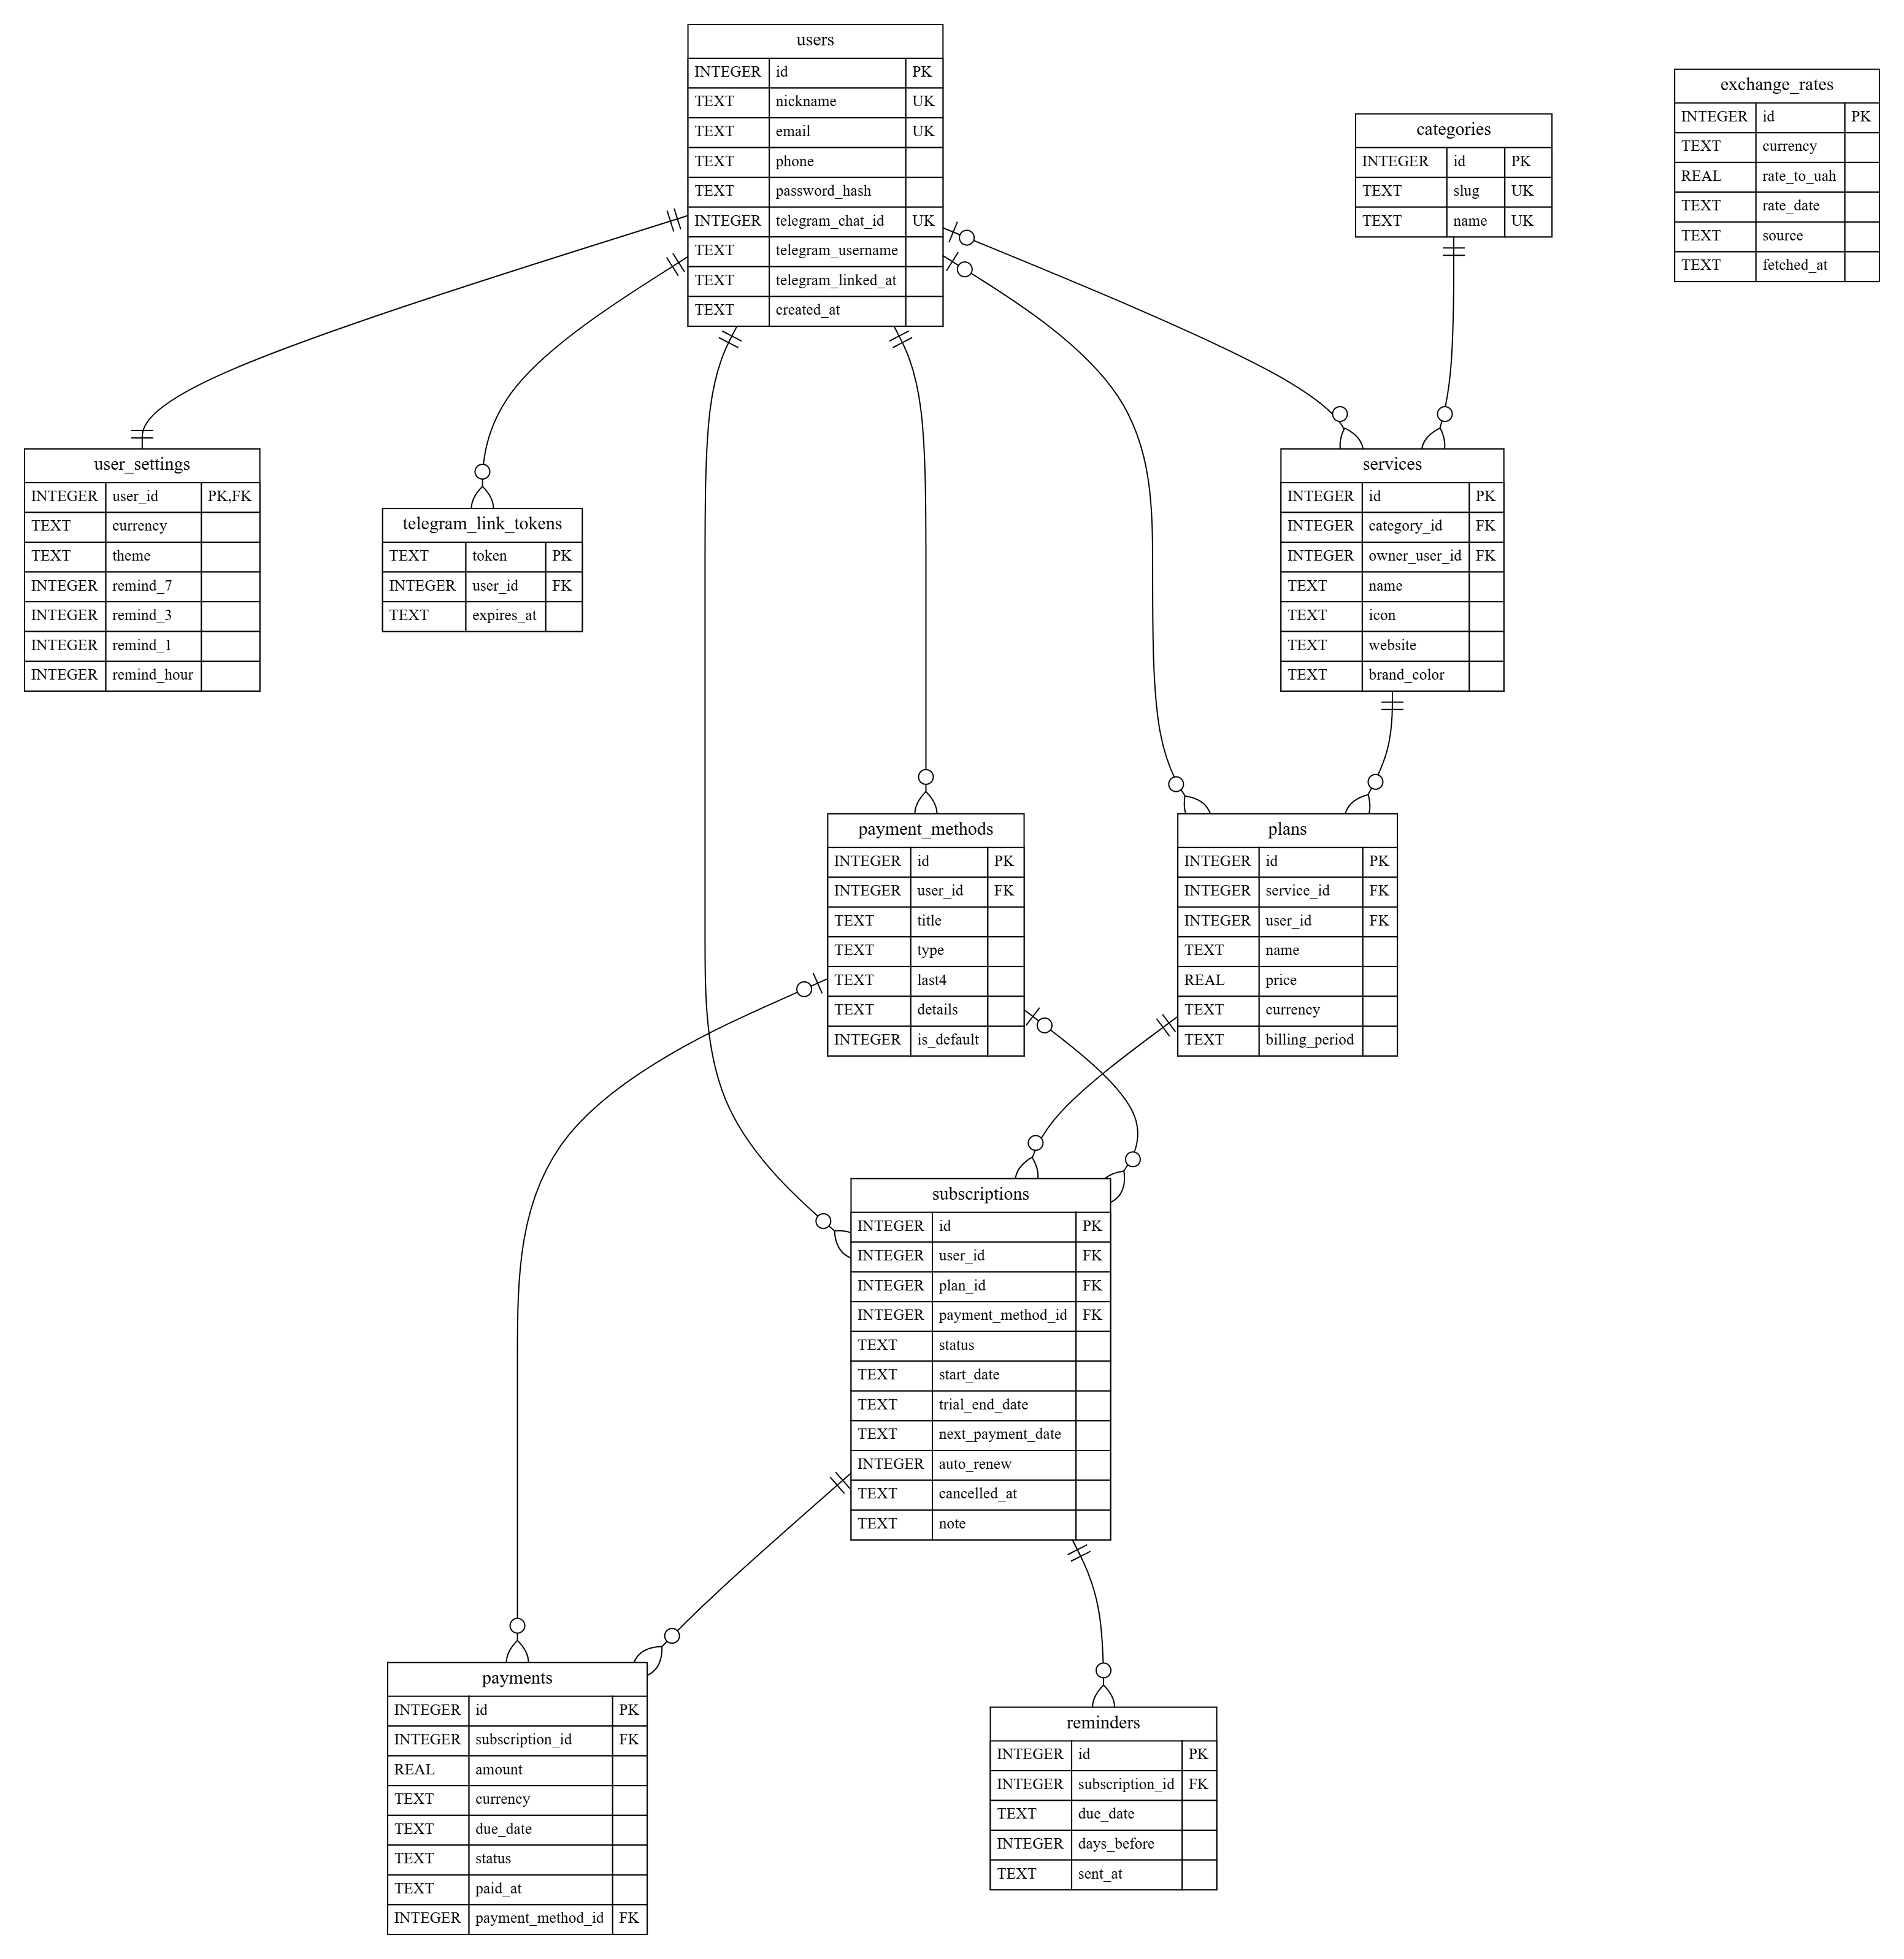 users
INTEGER id PK
TEXT nickname UK
TEXT email UK
TEXT phone
TEXT password_hash
INTEGER telegram_chat_id UK
TEXT telegram_username
TEXT telegram_linked_at
TEXT created_at
categories
INTEGER id PK
TEXT slug UK
TEXT name UK
exchange_rates
INTEGER id PK
TEXT currency
REAL rate_to_uah
TEXT rate_date
TEXT source
TEXT fetched_at
user_settings
INTEGER user_id PK,FK
TEXT currency
TEXT theme
INTEGER remind_7
INTEGER remind_3
INTEGER remind_1
INTEGER remind_hour
telegram_link_tokens
TEXT token PK
INTEGER user_id FK
TEXT expires_at
services
INTEGER id PK
INTEGER category_id FK
INTEGER owner_user_id FK
TEXT name
TEXT icon
TEXT website
TEXT brand_color
payment_methods
INTEGER id PK
INTEGER user_id FK
TEXT title
TEXT type
TEXT last4
TEXT details
INTEGER is_default
plans
INTEGER id PK
INTEGER service_id FK
INTEGER user_id FK
TEXT name
REAL price
TEXT currency
TEXT billing_period
subscriptions
INTEGER id PK
INTEGER user_id FK
INTEGER plan_id FK
INTEGER payment_method_id FK
TEXT status
TEXT start_date
TEXT trial_end_date
TEXT next_payment_date
INTEGER auto_renew
TEXT cancelled_at
TEXT note
payments
INTEGER id PK
INTEGER subscription_id FK
REAL amount
TEXT currency
TEXT due_date
TEXT status
TEXT paid_at
INTEGER payment_method_id FK
reminders
INTEGER id PK
INTEGER subscription_id FK
TEXT due_date
INTEGER days_before
TEXT sent_at